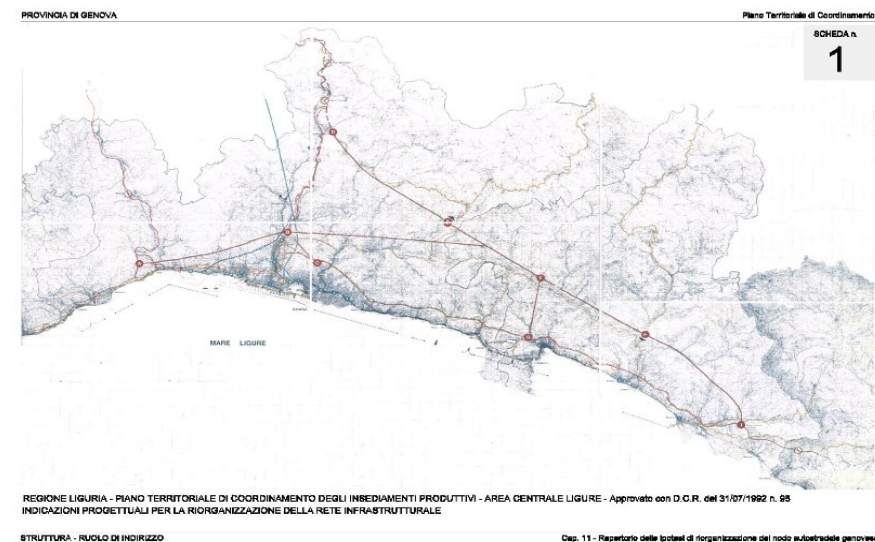 PROVINCIA DI GENOVA
Piano Territoriale di Coordinamento
SCHEDA n.
1
GENOVA
MARE LIGURE
REGIONE LIGURIA - PIANO TERRITORIALE DI COORDINAMENTO DEGLI INSEDIAMENTI PRODUTTIVI - AREA CENTRALE LIGURE - Approvato con D.C.R. del 31/07/1992 n. 95
INDICAZIONI PROGETTUALI PER LA RIORGANIZZAZIONE DELLA RETE INFRASTRUTTURALE
STRUTTURA - RUOLO DI INDIRIZZO
Cap. 11 - Repertorio delle ipotesi di riorganizzazione del nodo autostradale genovese